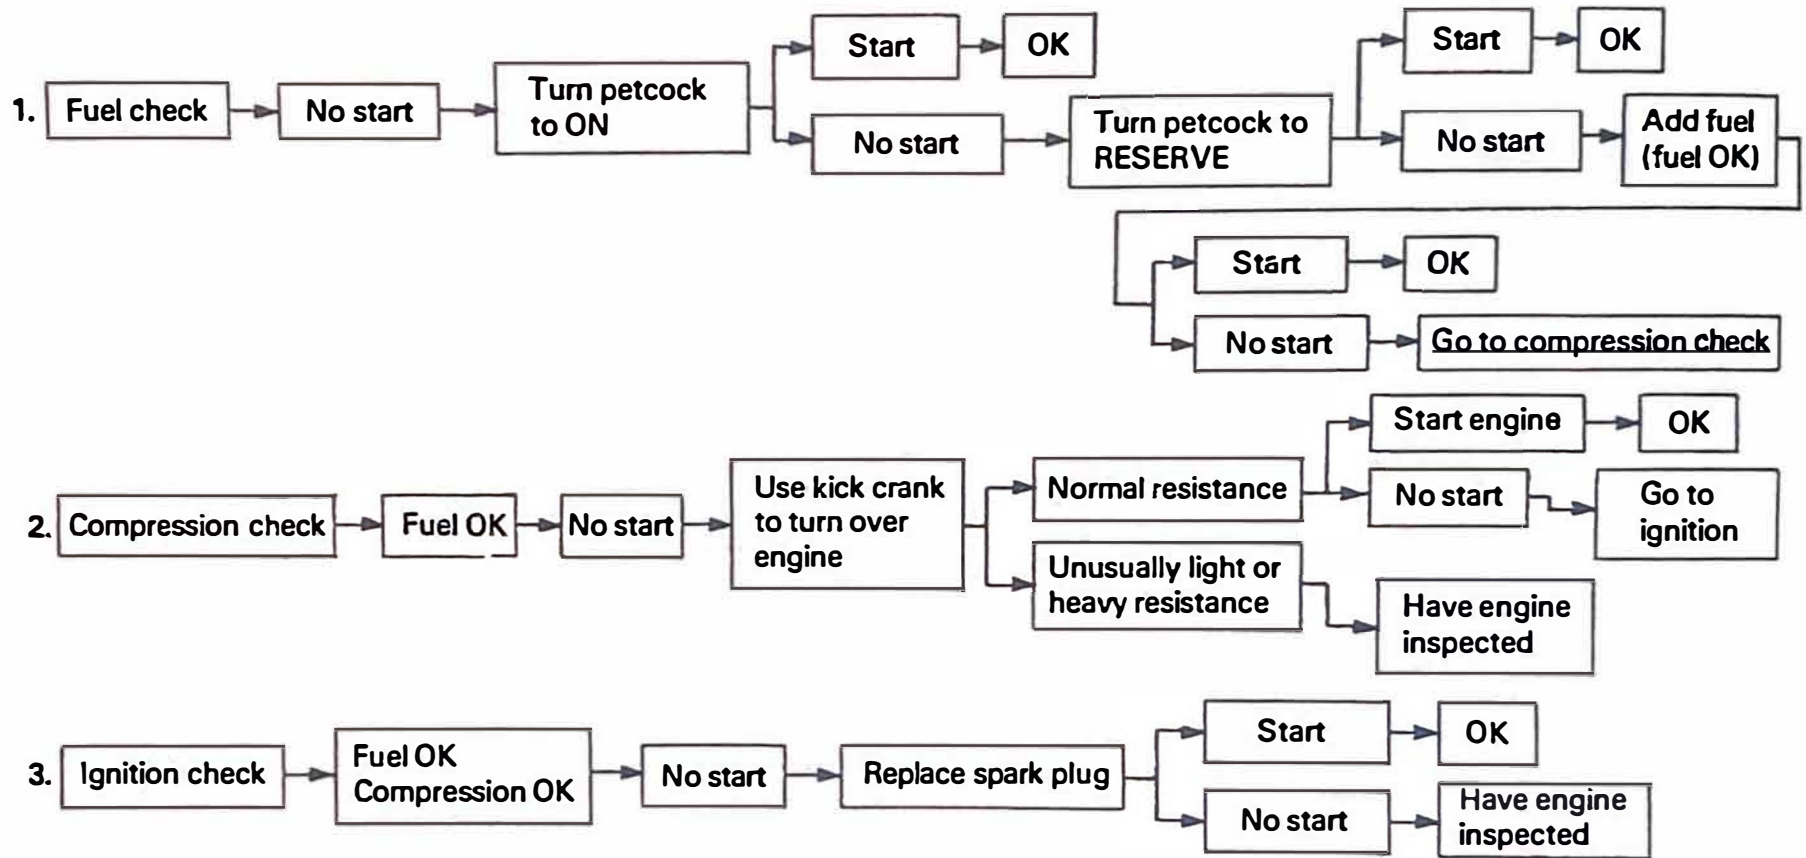 1. Fuel check
No start
Turn petcock
to ON
Start
OK
No start
Turn petcock to
RESERVE
Start
OK
No start
Add fuel
(fuel OK)
Start
OK
No start
Go to compression check
2. Compression check
Fuel OK
No start
Use kick crank
to turn over
engine
Normal resistance
Start engine
OK
No start
Go to
ignition
Unusually light or
heavy resistance
Have engine
inspected
3. Ignition check
Fuel OK
Compression OK
No start
Replace spark plug
Start
OK
No start
Have engine
inspected